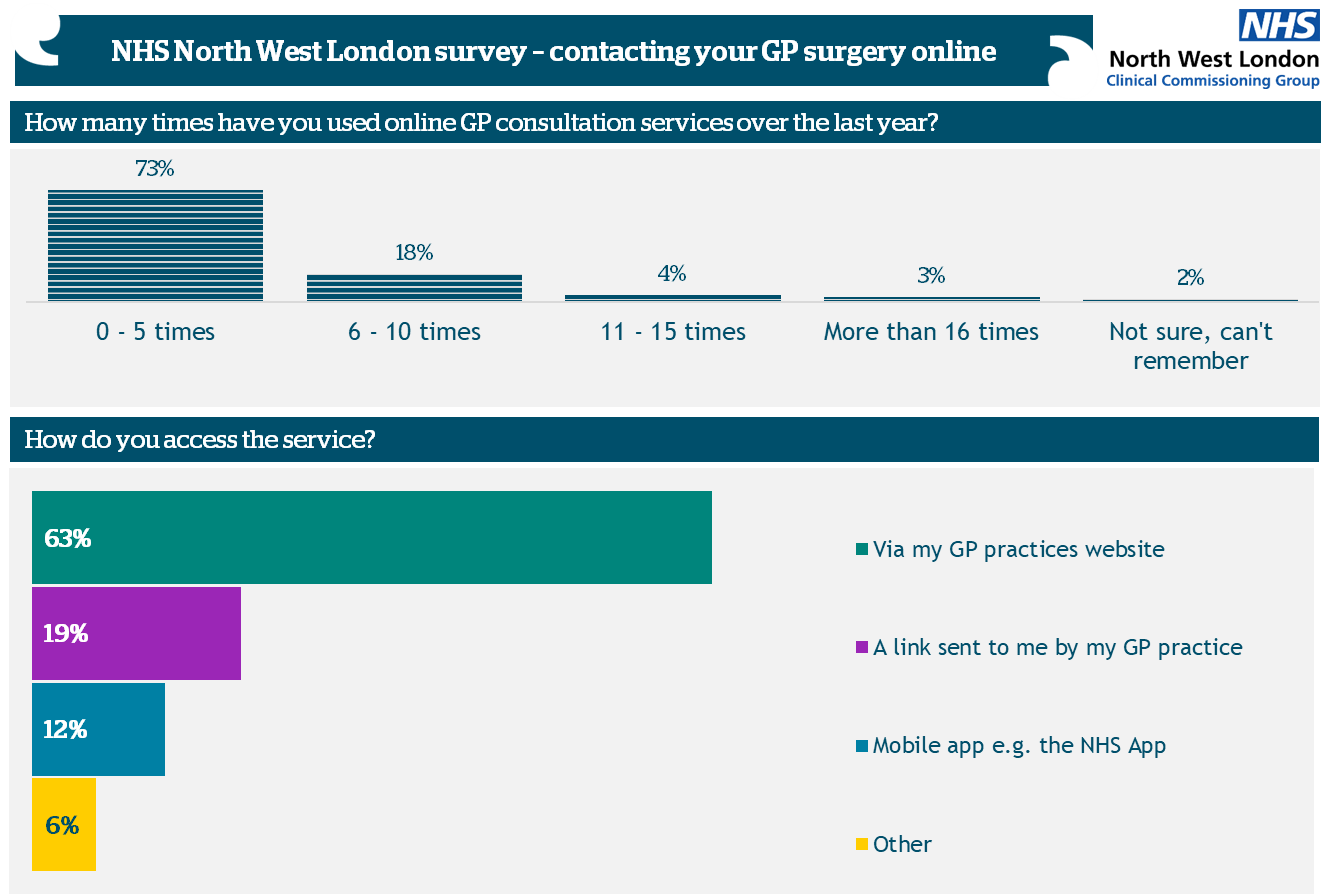 NHS North West London survey – contacting your GP surgery online
NHS
North West London
Clinical Commissioning Group
How many times have you used online GP consultation services over the last year?
73%
18%
4%
3%
2%
0 - 5 times
6 - 10 times
11 - 15 times
More than 16 times
Not sure, can't
remember
How do you access the service?
63%
Via my GP practices website
19%
A link sent to me by my GP practice
12%
Mobile app e.g. the NHS App
6%
Other